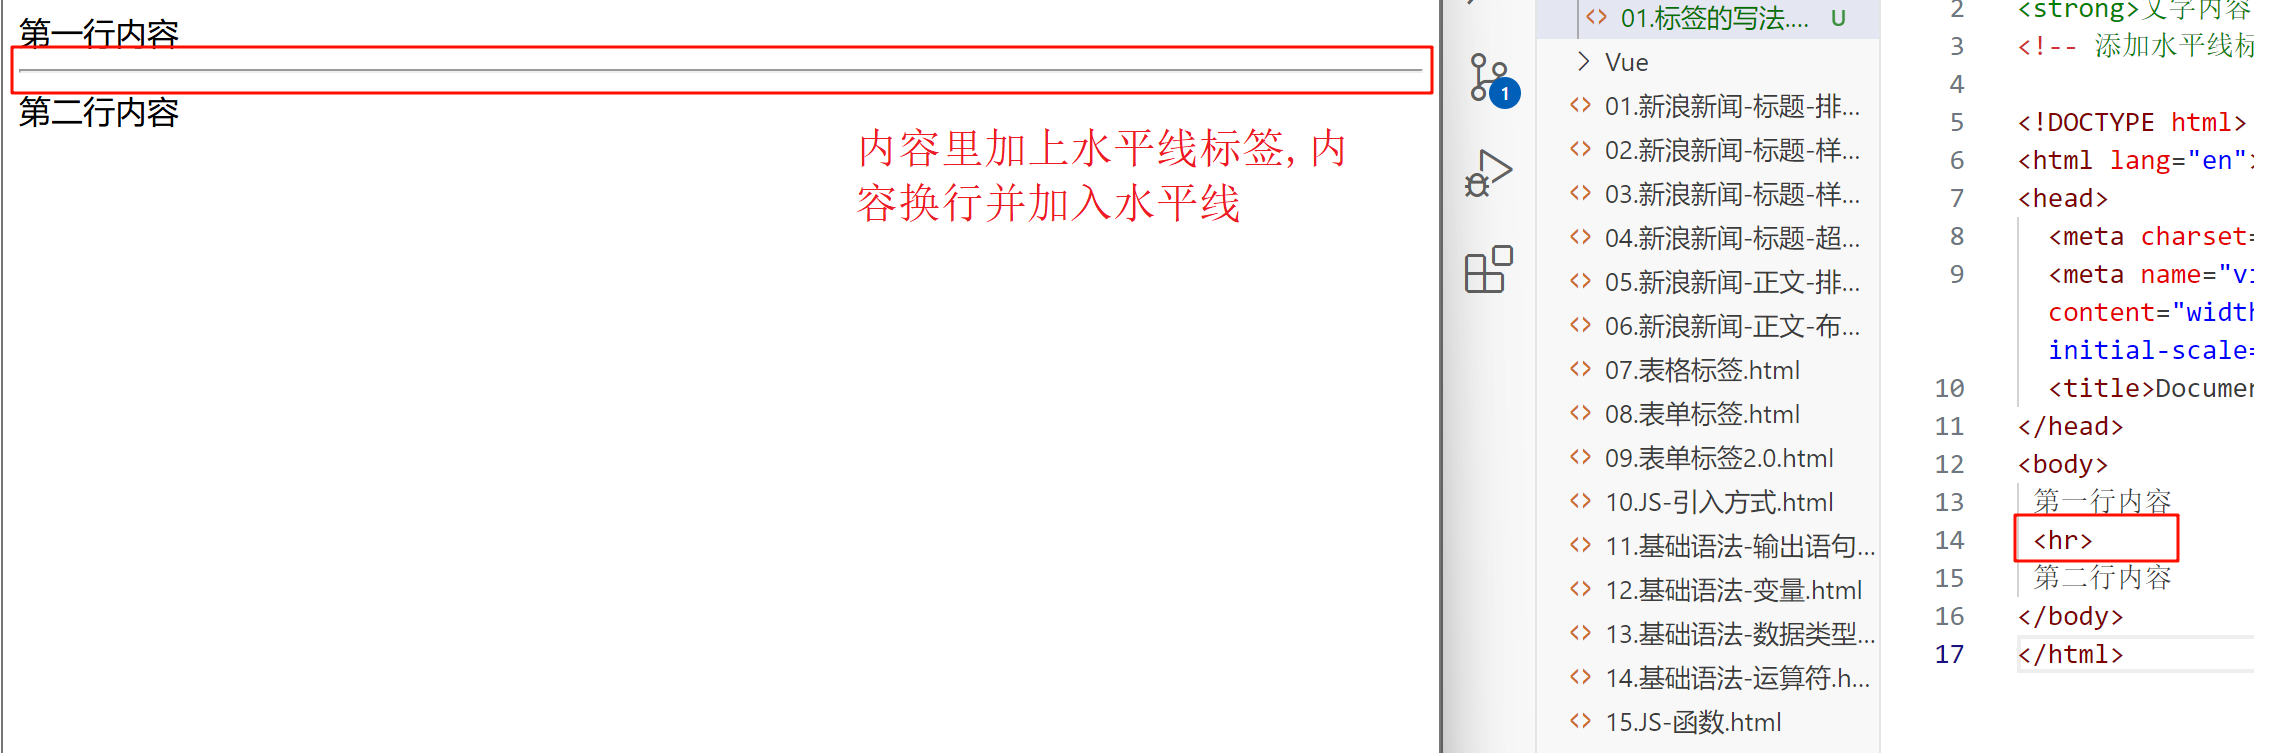 第一行内容
第二行内容
内容里加上水平线标签,内
容换行并加入水平线
1
01.标签的写法.... U
Vue
01.新浪新闻-标题-排...
02.新浪新闻-标题-样...
03.新浪新闻-标题-样...
04.新浪新闻-标题-超...
05.新浪新闻-正文-排...
06.新浪新闻-正文-布...
07.表格标签.html
08.表单标签.html
09.表单标签2.0.html
10.JS-引入方式.html
11.基础语法-输出语句...
12.基础语法-变量.html
13.基础语法-数据类型...
14.基础语法-运算符.h...
15.JS-函数.html
2 <strong>文字内容
3 <!-- 添加水平线标
4
5 <!DOCTYPE html>
6 <html lang="en">
7 <head>
8 <meta charset=
9 <meta name="vi
content="width
initial-scale=
10 <title>Documen
11 </head>
12 <body>
13 第一行内容
14 <hr>
15 第二行内容
16 </body>
17 </html>